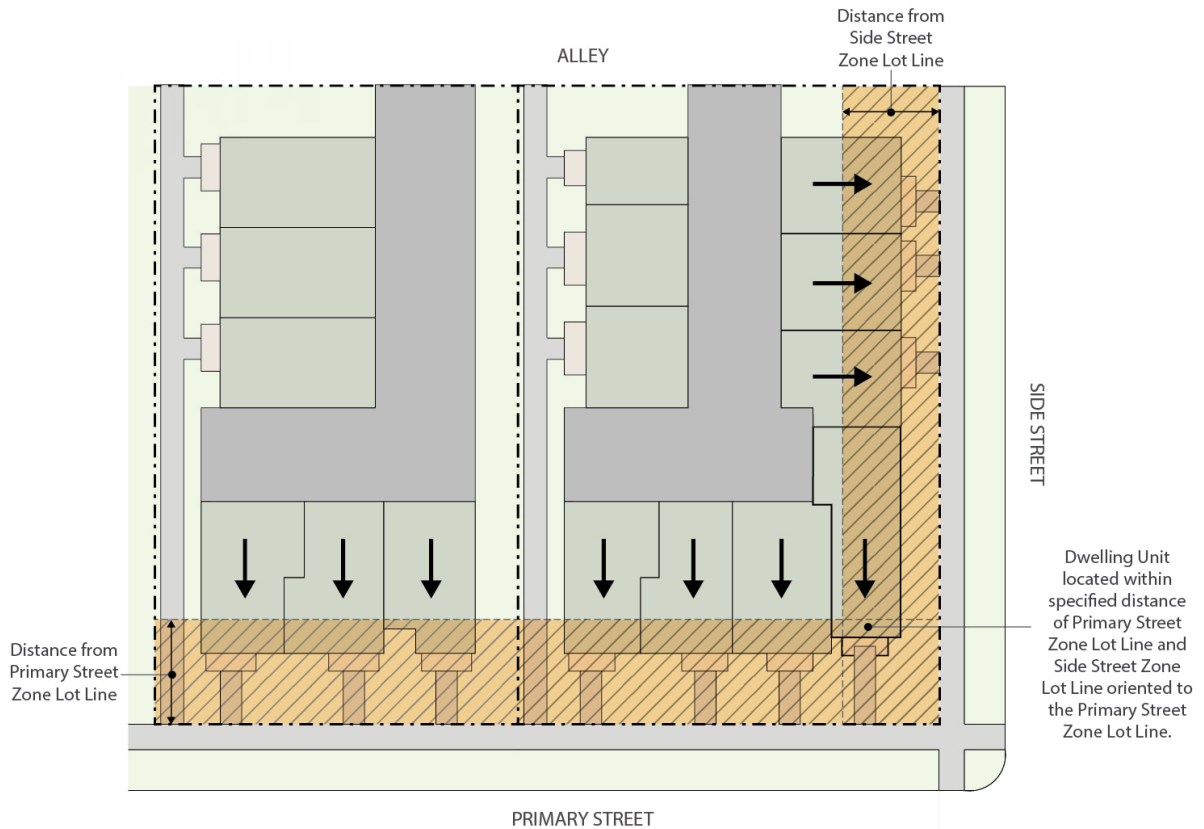 Distance from
Side Street
Zone Lot Line
ALLEY
SIDE STREET
Dwelling Unit
located within
specified distance
of Primary Street
Zone Lot Line and
Side Street Zone
Lot Line oriented to
the Primary Street
Zone Lot Line.
Distance from
Primary Street
Zone Lot Line
PRIMARY STREET